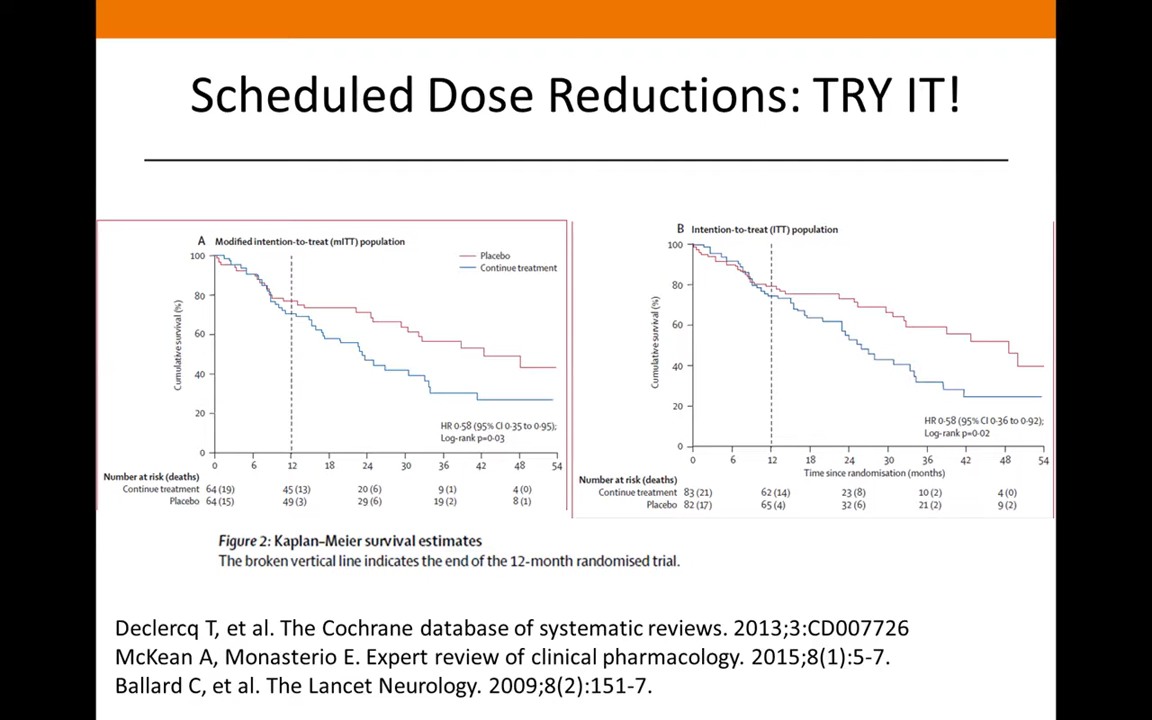 Scheduled Dose Reductions: TRY IT!
A Modified intention-to-treat (mITT) population
Placebo
Continue treatment
Cumulative survival (%)
100
80
60
40
20
0
HR 0·58 (95% CI 0·35 to 0·95);
Log-rank p=0·03
0 6 12 18 24 30 36 42 48 54
Number at risk (deaths)
Continue treatment 64 (19) 45 (13) 20 (6) 9 (1) 4 (0)
Placebo 64 (15) 49 (3) 29 (6) 19 (2) 8 (1)
B Intention-to-treat (ITT) population
Cumulative survival (%)
100
80
60
40
20
0
HR 0·58 (95% CI 0·36 to 0·92);
Log-rank p=0·02
0 6 12 18 24 30 36 42 48 54
Time since randomisation (months)
Number at risk (deaths)
Continue treatment 83 (21) 62 (14) 23 (8) 10 (2) 4 (0)
Placebo 82 (17) 65 (4) 32 (6) 21 (2) 9 (2)
Figure 2: Kaplan–Meier survival estimates
The broken vertical line indicates the end of the 12-month randomised trial.
Declercq T, et al. The Cochrane database of systematic reviews. 2013;3:CD007726
McKean A, Monasterio E. Expert review of clinical pharmacology. 2015;8(1):5-7.
Ballard C, et al. The Lancet Neurology. 2009;8(2):151-7.